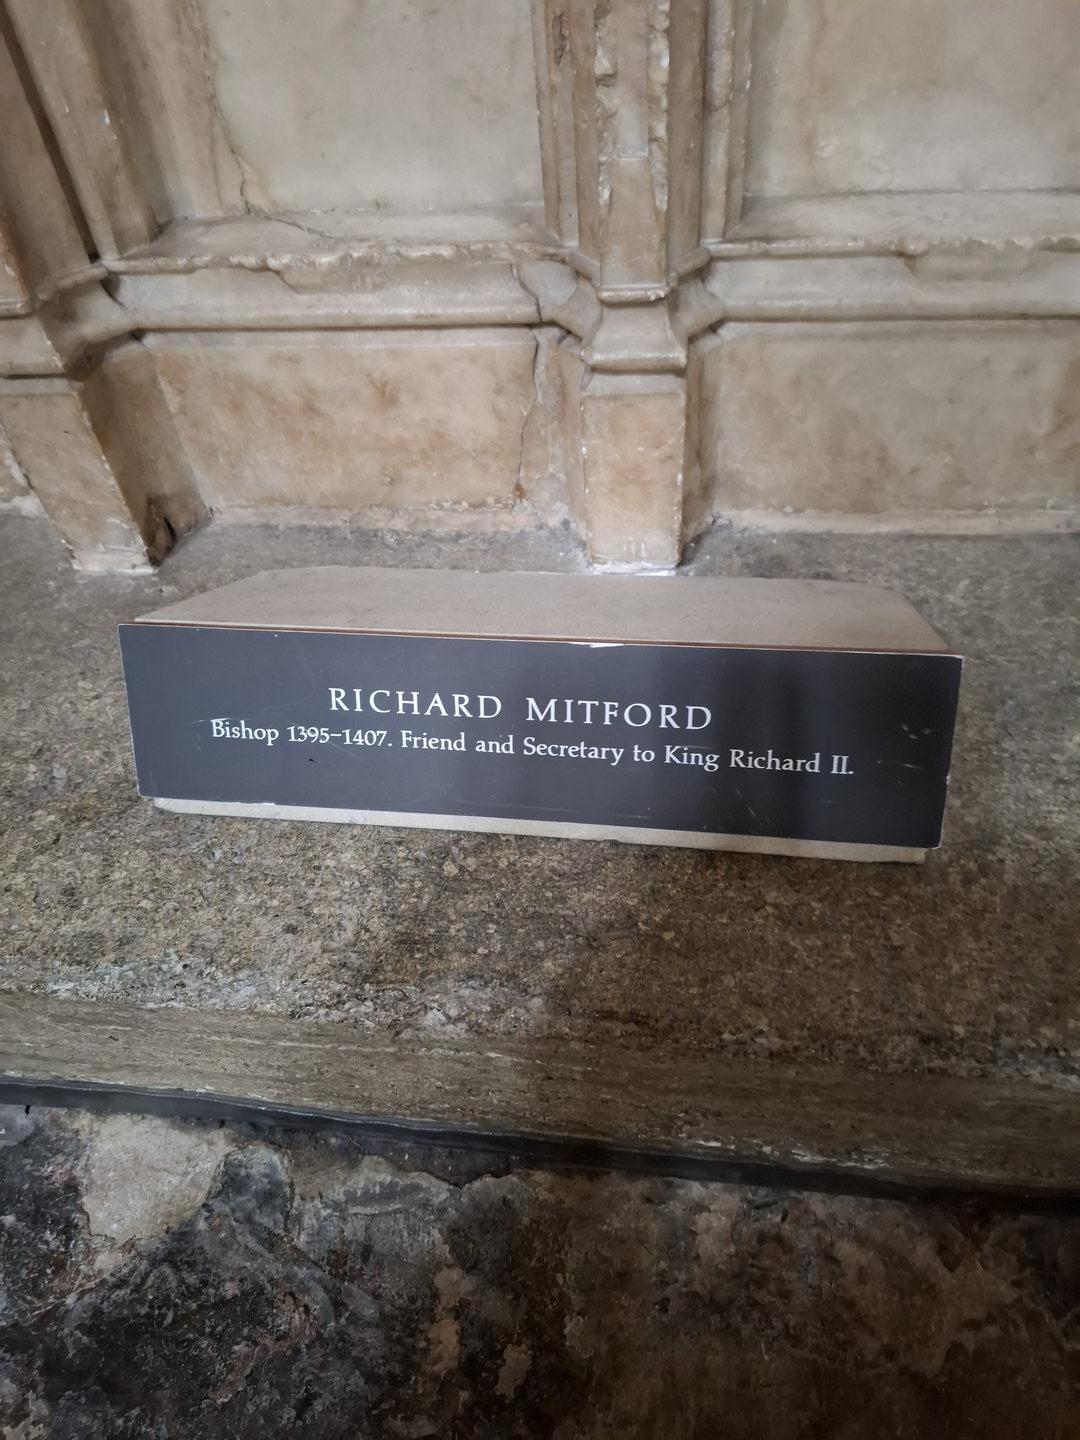 RICHARD MITFORD
Bishop 1395–1407. Friend and Secretary to King Richard II.